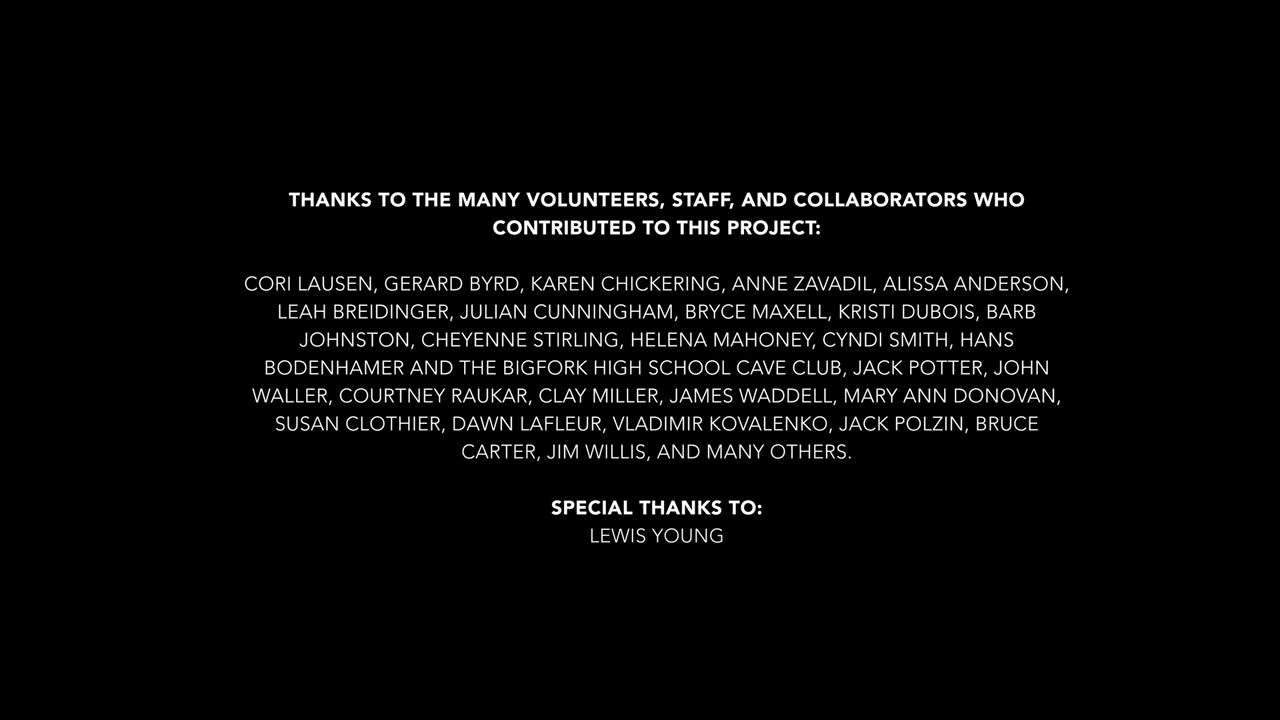 THANKS TO THE MANY VOLUNTEERS, STAFF, AND COLLABORATORS WHO
CONTRIBUTED TO THIS PROJECT:
CORI LAUSEN, GERARD BYRD, KAREN CHICKERING, ANNE ZAVADIL, ALISSA ANDERSON,
LEAH BREIDINGER, JULIAN CUNNINGHAM, BRYCE MAXELL, KRISTI DUBOIS, BARB
JOHNSTON, CHEYENNE STIRLING, HELENA MAHONEY, CYNDI SMITH, HANS
BODENHAMER AND THE BIGFORK HIGH SCHOOL CAVE CLUB, JACK POTTER, JOHN
WALLER, COURTNEY RAUKAR, CLAY MILLER, JAMES WADDELL, MARY ANN DONOVAN,
SUSAN CLOTHIER, DAWN LAFLEUR, VLADIMIR KOVALENKO, JACK POLZIN, BRUCE
CARTER, JIM WILLIS, AND MANY OTHERS.
SPECIAL THANKS TO:
LEWIS YOUNG